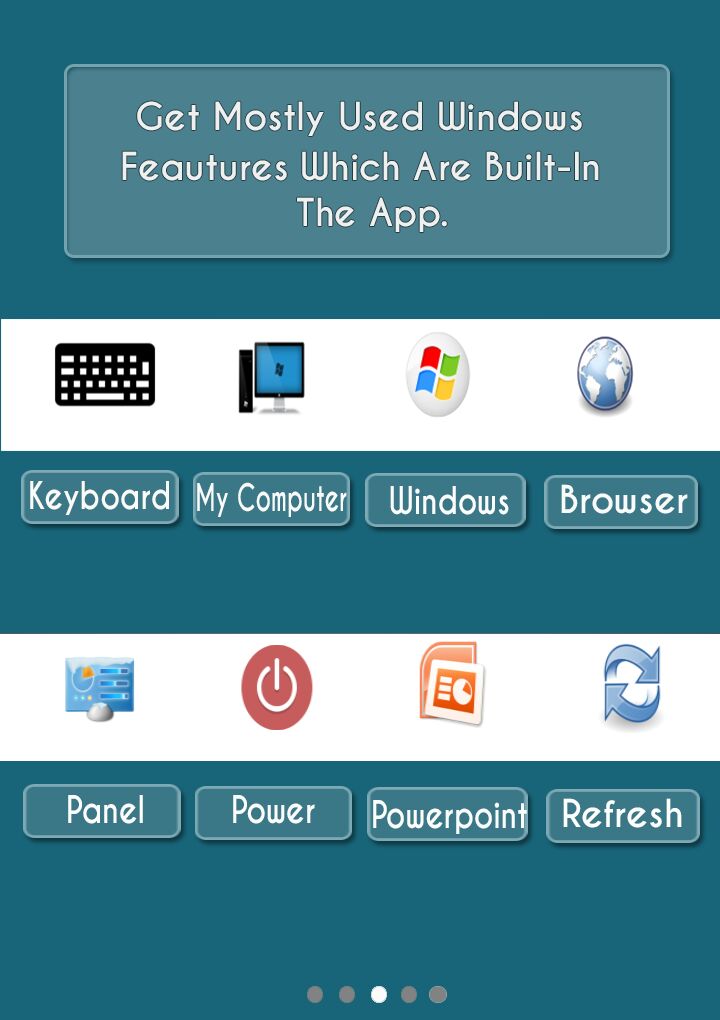 Get Mostly Used Windows
Feautures Which Are Built-In
The App.
Keyboard
My Computer
Windows
Browser
Panel
Power
Powerpoint
Refresh